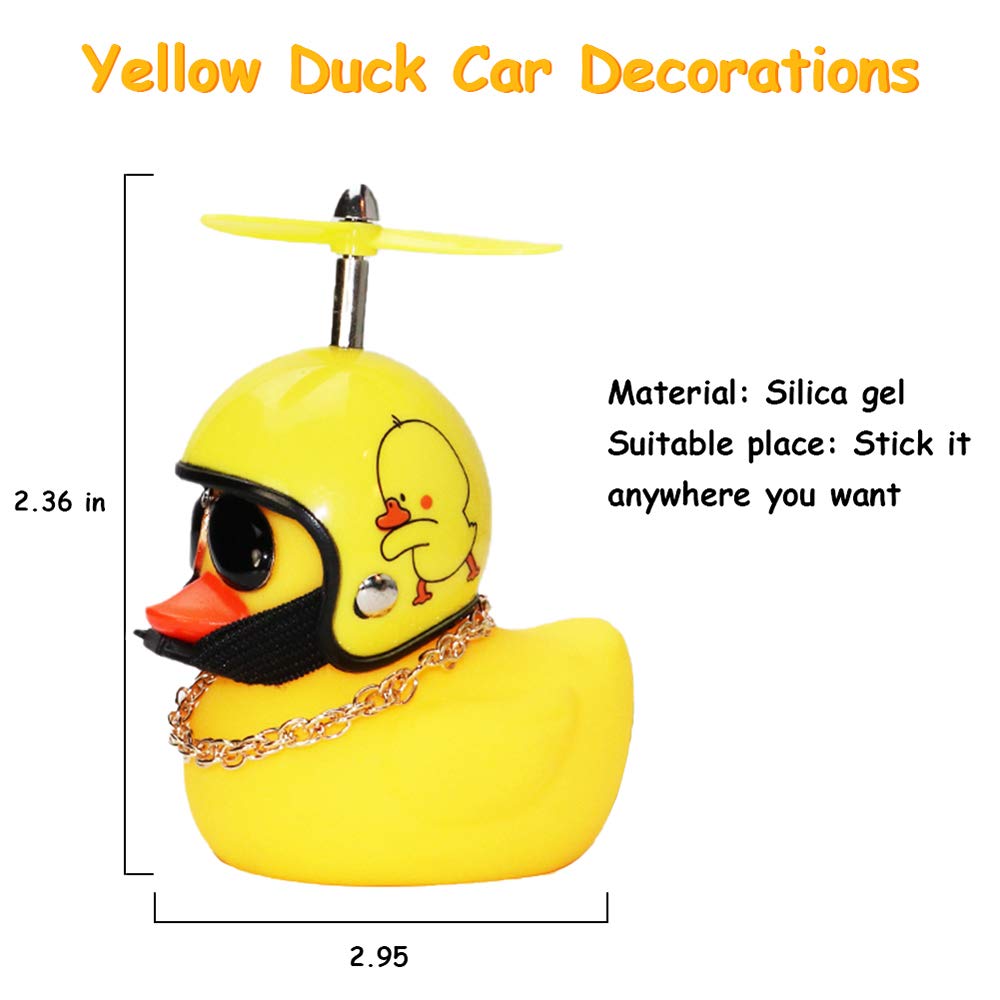 Yellow Duck Car Decorations
Material: Silica gel
Suitable place: Stick it
anywhere you want
2.36 in
2.95